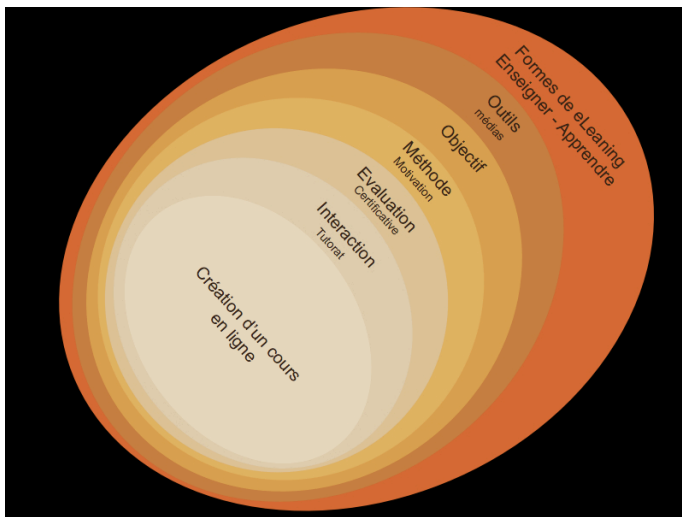 Formes de eLeaning
Enseigner - Apprendre
Outils
médias
Objectif
Méthode
Motivation
Evaluation
Certificative
Interaction
Tutorat
Création d'un cours
en ligne